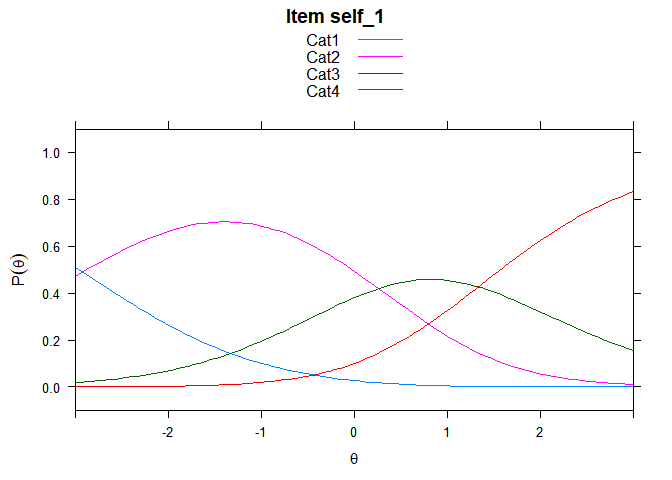 Item self_1
Cat1
Cat2
Cat3
Cat4
P(θ)
1.0
0.8
0.6
0.4
0.2
0.0
-2 -1 0 1 2
θ